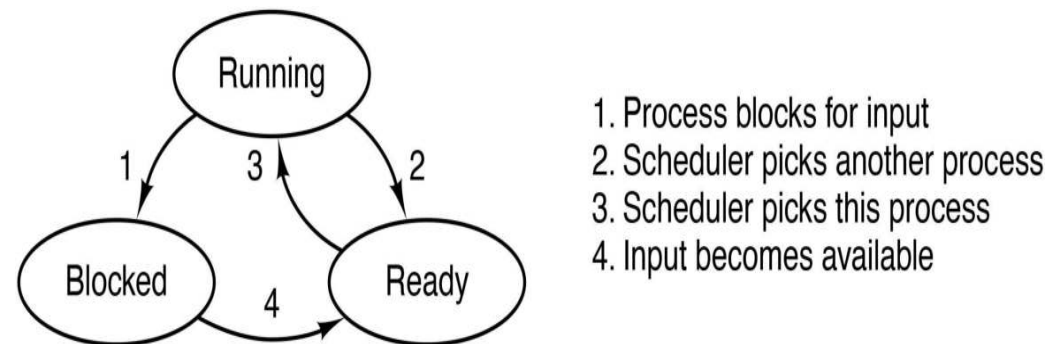 Running
1
3
2
Blocked
4
Ready
1. Process blocks for input
2. Scheduler picks another process
3. Scheduler picks this process
4. Input becomes available